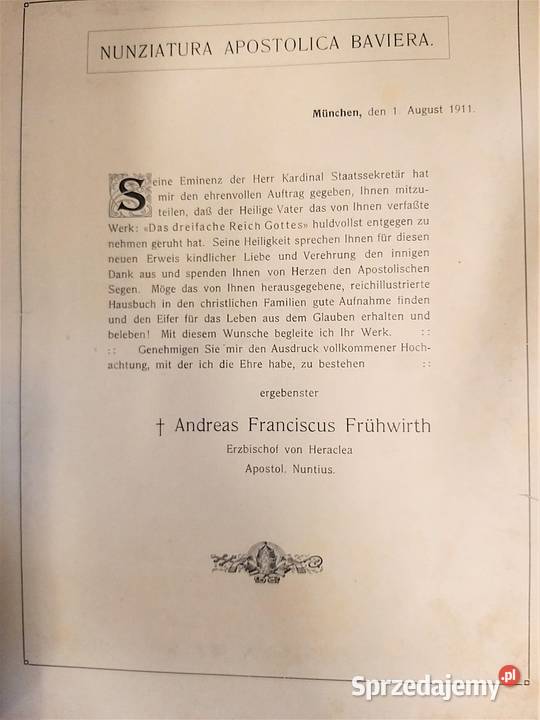 NUNZIATURA APOSTOLICA BAVIERA.
München, den 1. August 1911.
Seine Eminenz der Herr Kardinal Staatssekretär hat
mir den ehrenvollen Auftrag gegeben, Ihnen mitzu-
teilen, daß der Heilige Vater das von Ihnen verfaßte
Werk: «Das dreifache Reich Gottes» huldvollst entgegen zu
nehmen geruht hat. Seine Heiligkeit sprechen Ihnen für diesen
neuen Erweis kindlicher Liebe und Verehrung den innigen
Dank aus und spenden Ihnen von Herzen den Apostolischen
Segen. Möge das von Ihnen herausgegebene, reichillustrierte
Hausbuch in den christlichen Familien gute Aufnahme finden
und den Eifer für das Leben aus dem Glauben erhalten und
beleben! Mit diesem Wunsche begleite ich Ihr Werk. ::
:: Genehmigen Sie mir den Ausdruck vollkommener Hoch-
achtung, mit der ich die Ehre habe, zu bestehen ::
ergebenster
† Andreas Franciscus Frühwirth
Erzbischof von Heraclea
Apostol. Nuntius.
Sprzedajemy.pl